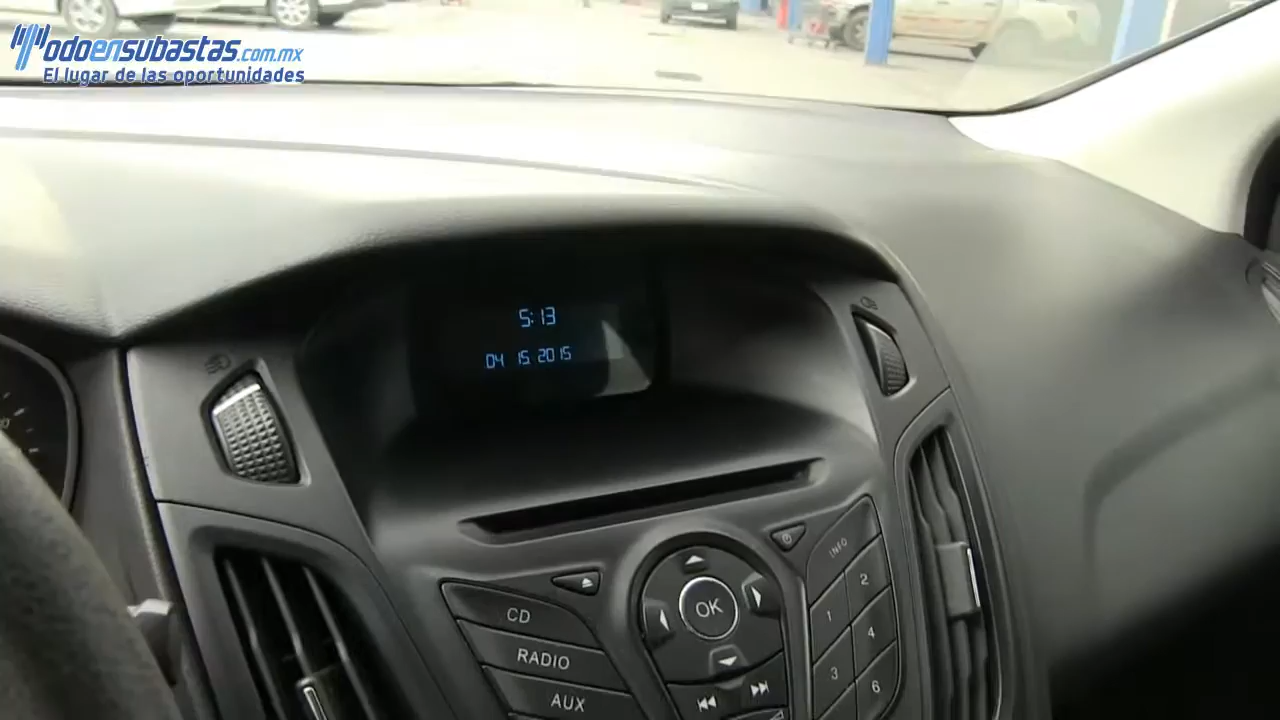 Todoensubastas.com.mx
El lugar de las oportunidades
5:13
04 15 2015
CD
RADIO
AUX
OK
INFO
1
2
3
4
6